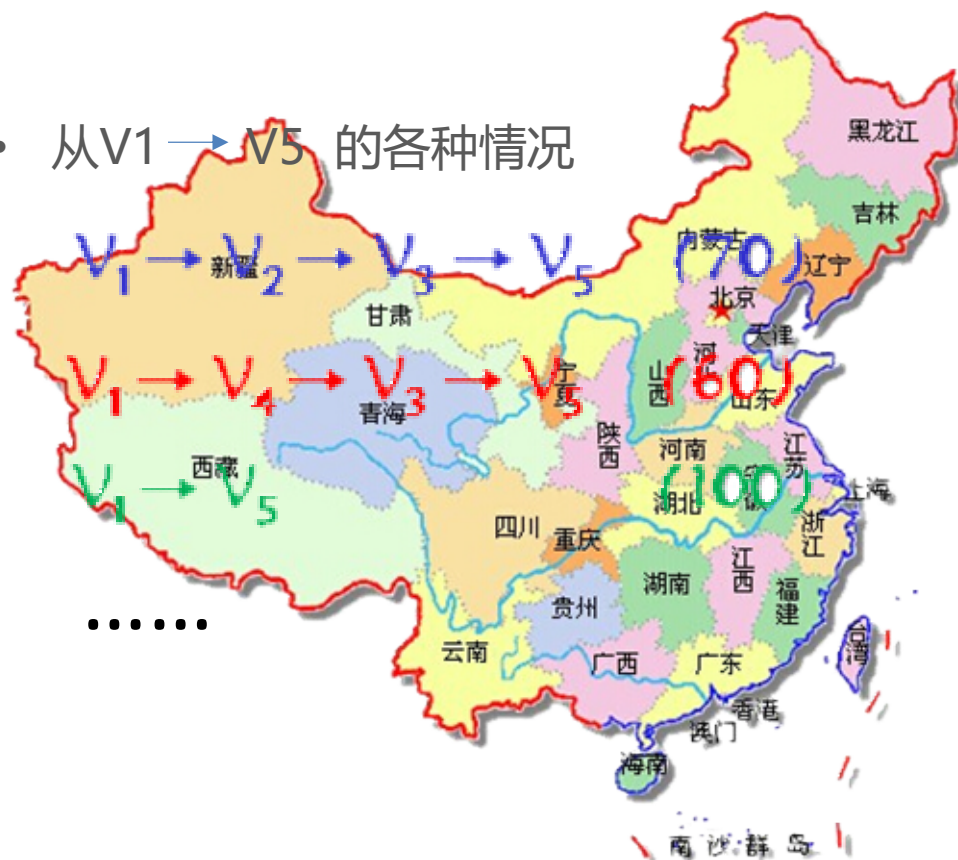 • 从V1 → V5 的各种情况
黑龙江
吉林
内蒙古
辽宁
V1 → V2 → V3 → V5 (70)
新疆
北京
甘肃
天津
V1 → V4 → V3 → V5 (60)
宁夏
山西
山东
青海
陕西
河南
江苏
西藏
V1 → V5 (100)
湖北
上海
四川
重庆
浙江
江西
湖南
贵州
福建
······
云南
广西
广东
台湾
香港
澳门
海南
南沙群岛